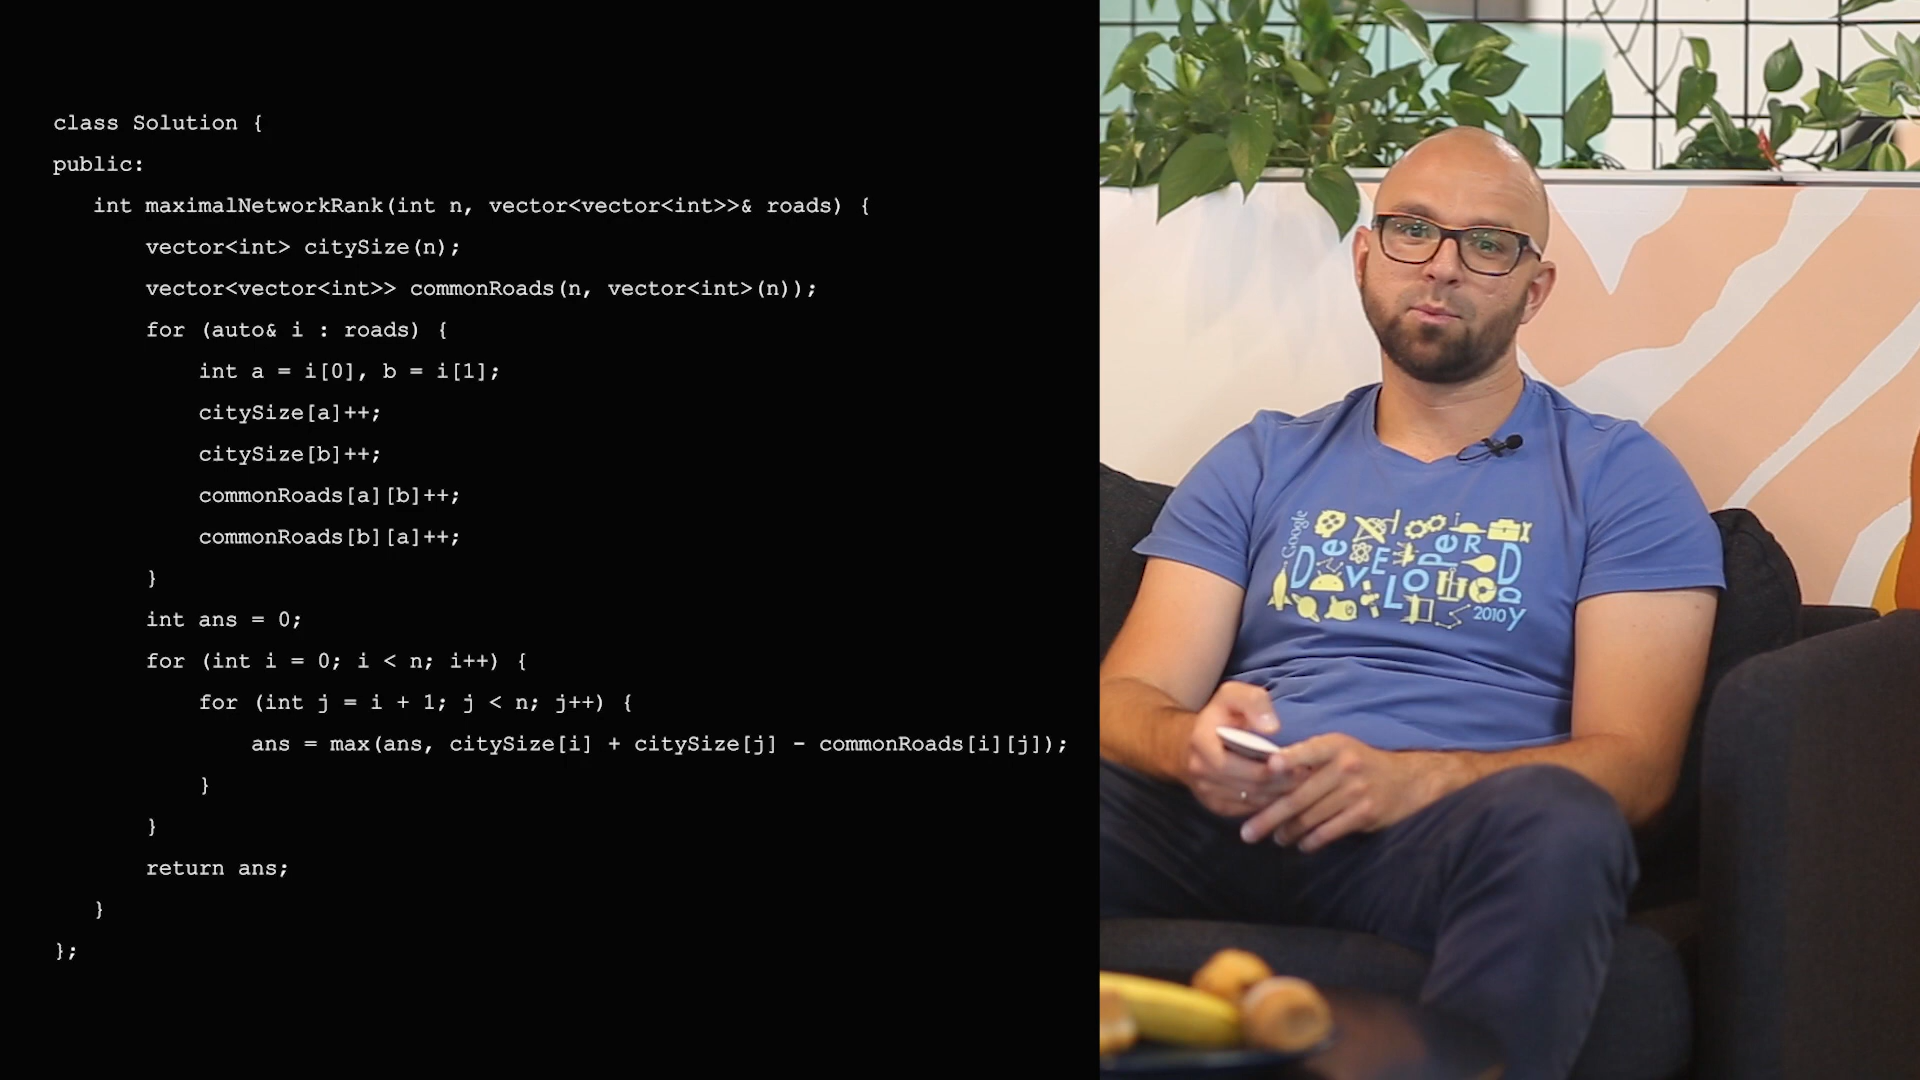 class Solution {
public:
int maximalNetworkRank(int n, vector<vector<int>>& roads) {
vector<int> citySize(n);
vector<vector<int>> commonRoads(n, vector<int>(n));
for (auto& i : roads) {
int a = i[0], b = i[1];
citySize[a]++;
citySize[b]++;
commonRoads[a][b]++;
commonRoads[b][a]++;
}
int ans = 0;
for (int i = 0; i < n; i++) {
for (int j = i + 1; j < n; j++) {
ans = max(ans, citySize[i] + citySize[j] - commonRoads[i][j]);
}
}
return ans;
}
};
Google
DeVELOPeR
DDy
2010